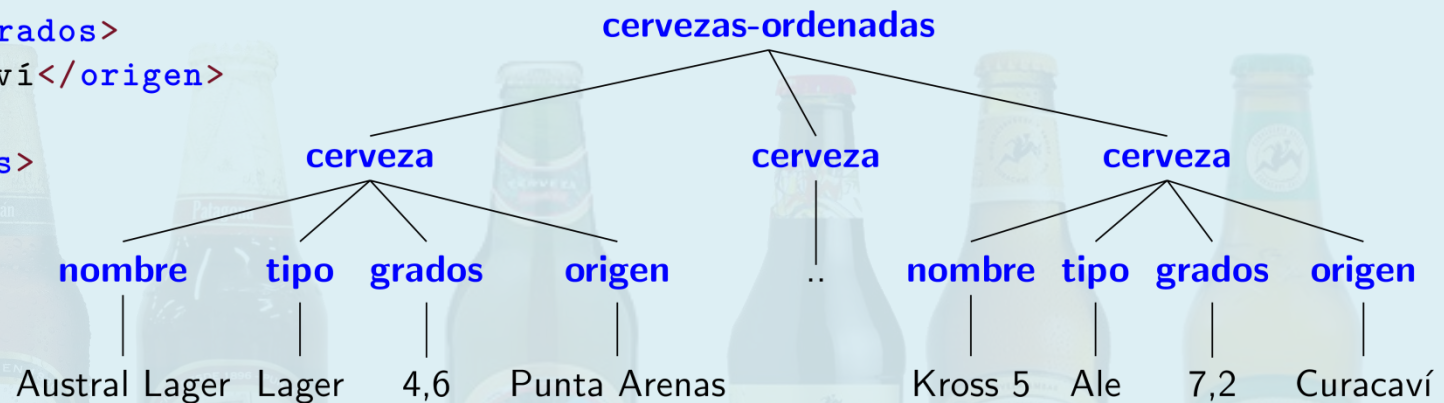 rados>
cervezas-ordenadas
ví</origen>
s>
cerveza cerveza cerveza
nombre tipo grados origen .. nombre tipo grados origen
Austral Lager Lager 4,6 Punta Arenas Kross 5 Ale 7,2 Curacaví